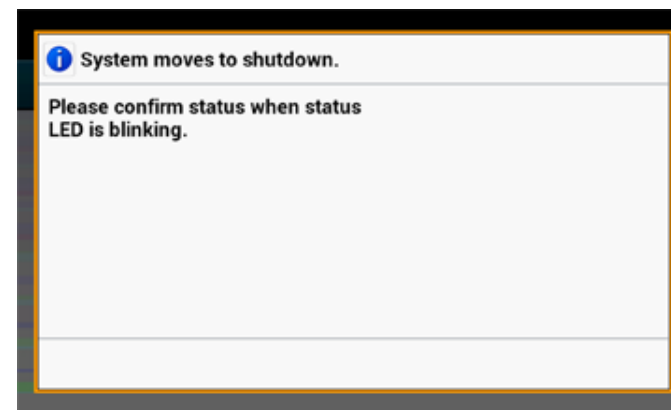 System moves to shutdown.
Please confirm status when status
LED is blinking.